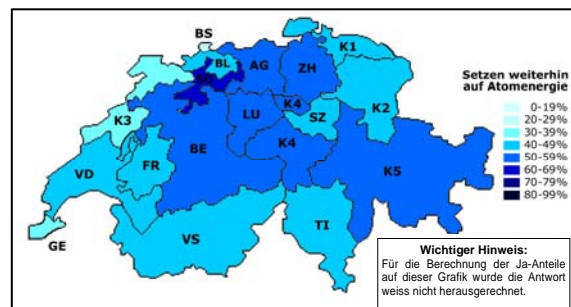 BS
K1
BL
AG
ZH
Setzen weiterhin
auf Atomenergie
0-19%
20-29%
30-39%
40-49%
50-59%
60-69%
70-79%
80-99%
K4
K2
K3
LU
SZ
K4
FR
BE
K5
VD
GE
VS
TI
Wichtiger Hinweis:
Für die Berechnung der Ja-Anteile
auf dieser Grafik wurde die Antwort
weiss nicht herausgerechnet.